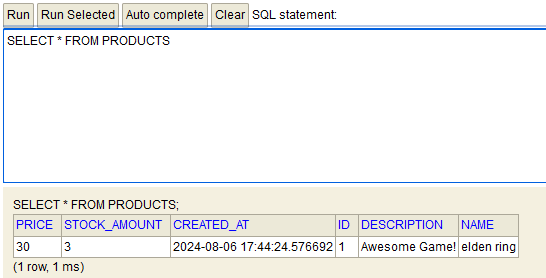 Run Run Selected Auto complete Clear SQL statement:
SELECT * FROM PRODUCTS
SELECT * FROM PRODUCTS;
PRICE STOCK_AMOUNT CREATED_AT ID DESCRIPTION NAME
30 3 2024-08-06 17:44:24.576692 1 Awesome Game! elden ring
(1 row, 1 ms)